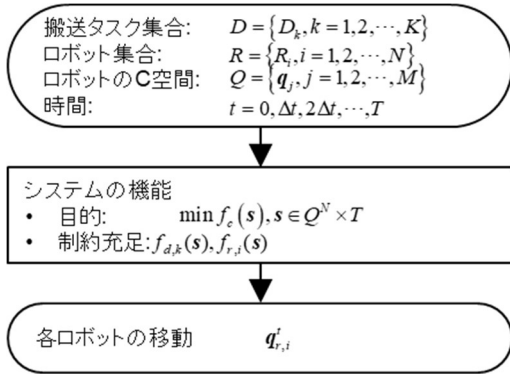 搬送タスク集合: D = {D_k, k = 1, 2, ⋯, K}
ロボット集合: R = {R_i, i = 1, 2, ⋯, N}
ロボットのC空間: Q = {q_j, j = 1, 2, ⋯, M}
時間: t = 0, Δt, 2Δt, ⋯, T
システムの機能
• 目的: min f_c(s), s ∈ Q^N × T
• 制約充足: f_{d,k}(s), f_{r,i}(s)
各ロボットの移動 q^t_{r,i}